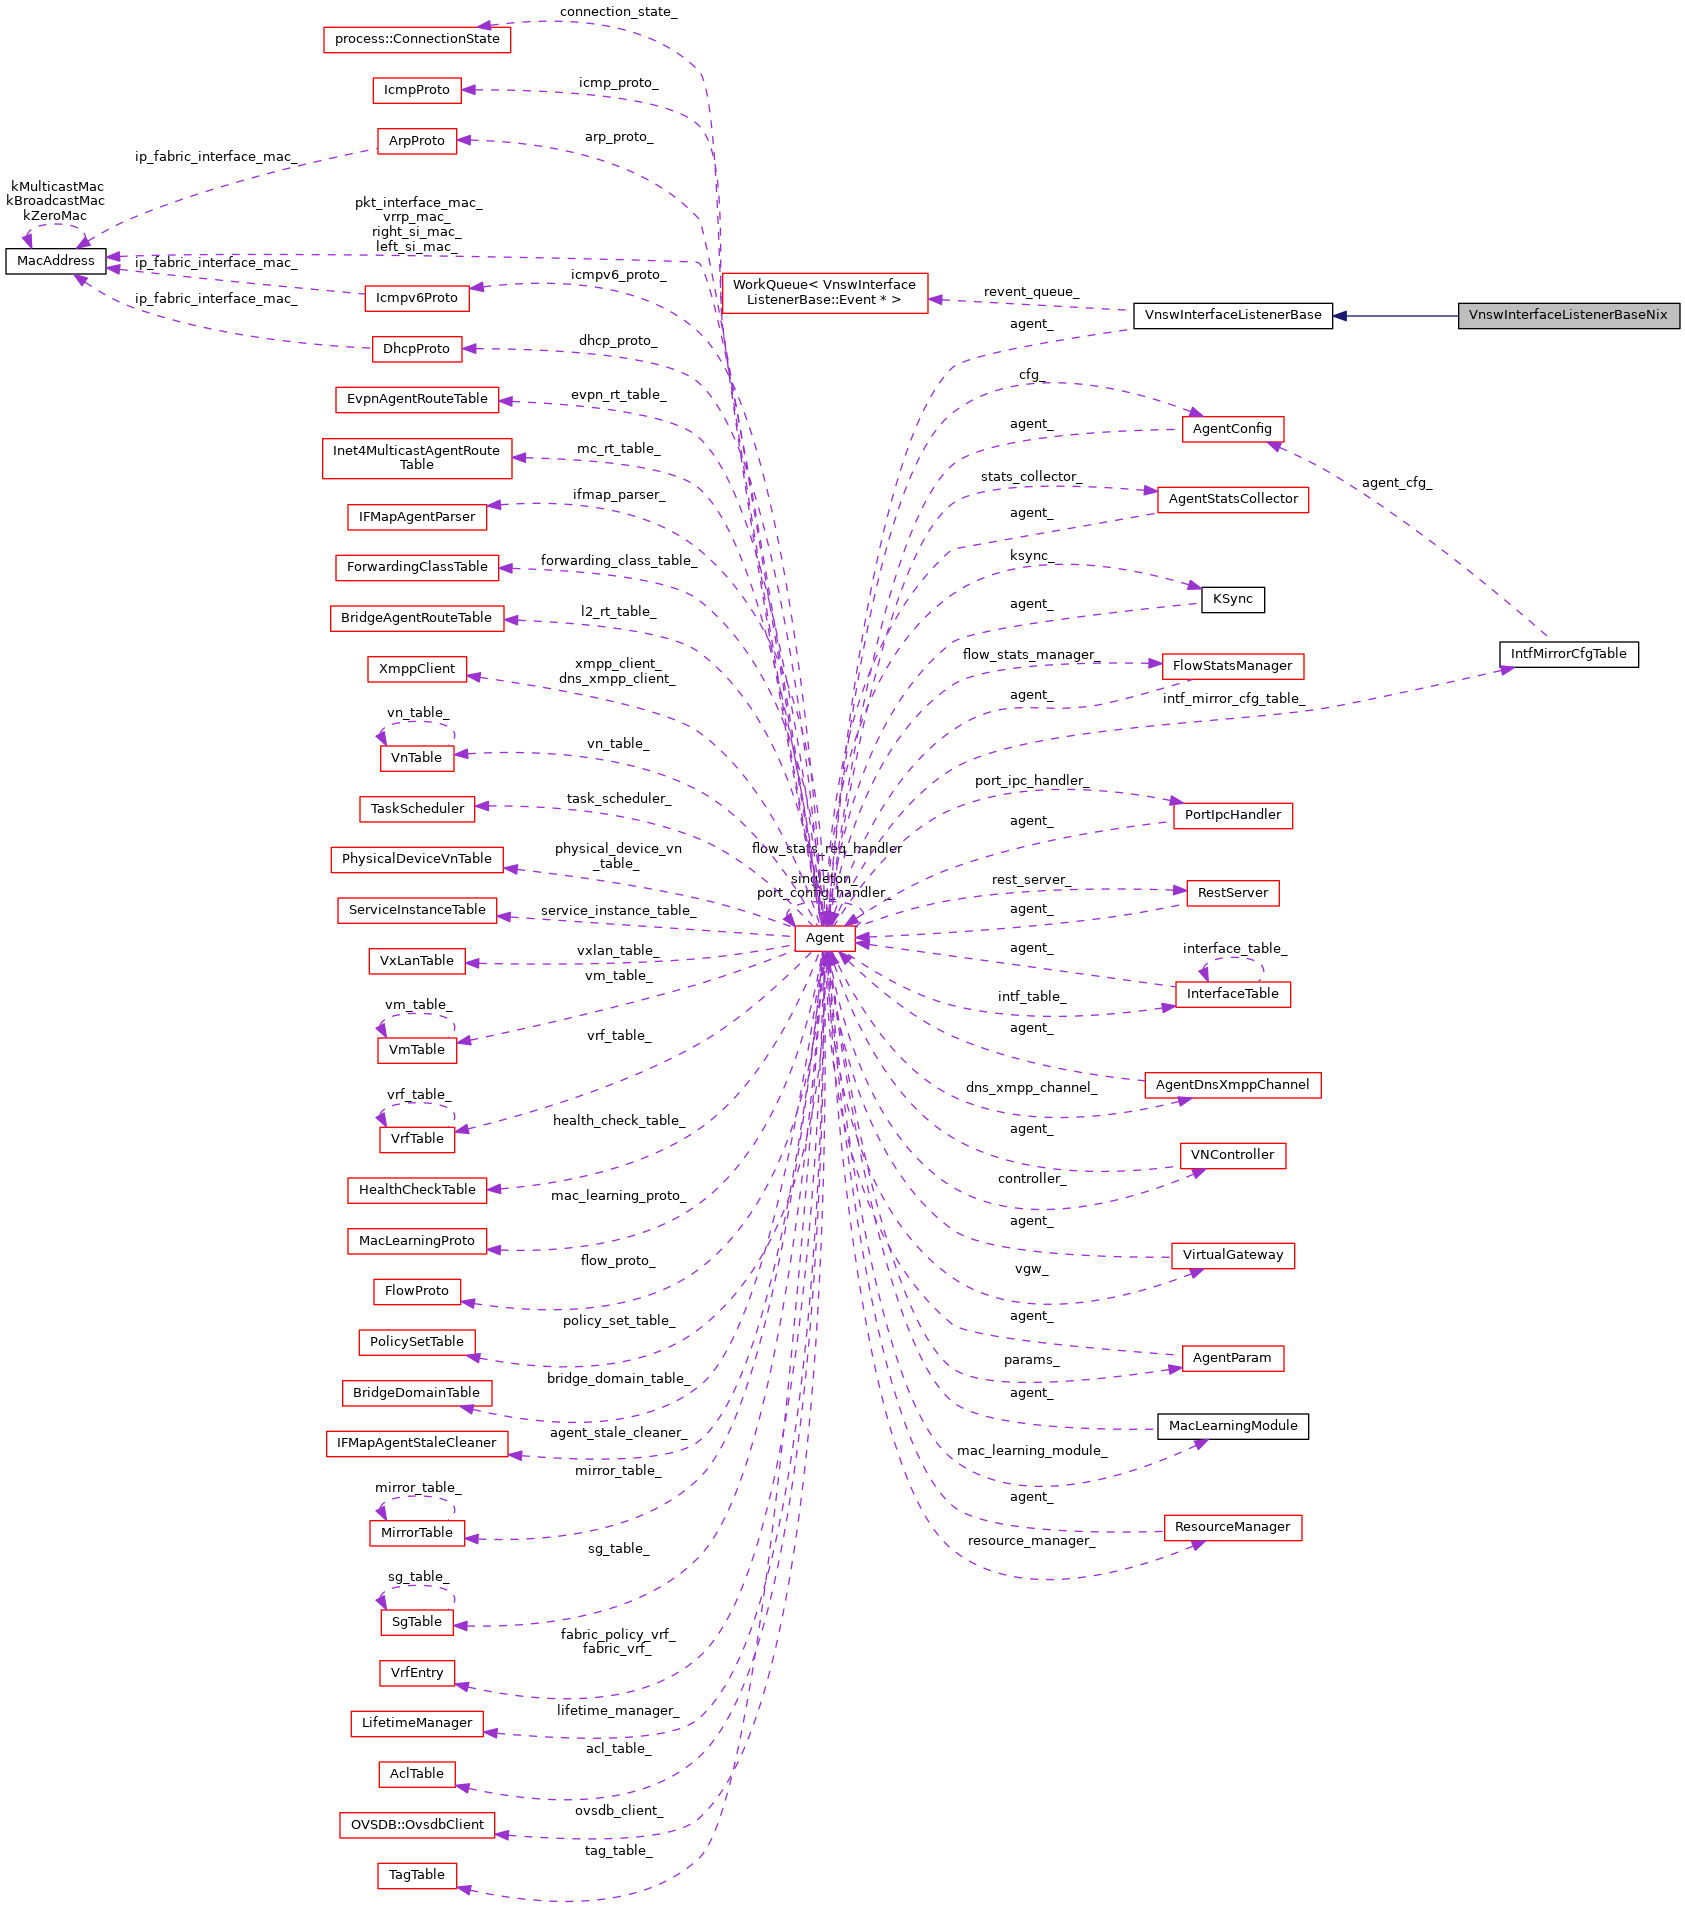 connection_state_
process::ConnectionState
icmp_proto_
IcmpProto
arp_proto_
ArpProto
ip_fabric_interface_mac_
kMulticastMac
kBroadcastMac
kZeroMac
MacAddress
pkt_interface_mac_
vrrp_mac_
right_si_mac_
left_si_mac_
ip_fabric_interface_mac_
icmpv6_proto_
Icmpv6Proto
ip_fabric_interface_mac_
dhcp_proto_
DhcpProto
evpn_rt_table_
EvpnAgentRouteTable
mc_rt_table_
Inet4MulticastAgentRoute
Table
ifmap_parser_
IFMapAgentParser
forwarding_class_table_
ForwardingClassTable
l2_rt_table_
BridgeAgentRouteTable
xmpp_client_
dns_xmpp_client_
XmppClient
vn_table_
vn_table_
VnTable
task_scheduler_
TaskScheduler
physical_device_vn
_table_
PhysicalDeviceVnTable
service_instance_table_
ServiceInstanceTable
vxlan_table_
VxLanTable
vm_table_
vm_table_
VmTable
vrf_table_
vrf_table_
VrfTable
health_check_table_
HealthCheckTable
mac_learning_proto_
MacLearningProto
flow_proto_
FlowProto
policy_set_table_
PolicySetTable
bridge_domain_table_
BridgeDomainTable
agent_stale_cleaner_
IFMapAgentStaleCleaner
mirror_table_
mirror_table_
MirrorTable
sg_table_
sg_table_
SgTable
fabric_policy_vrf_
fabric_vrf_
VrfEntry
lifetime_manager_
LifetimeManager
acl_table_
AclTable
ovsdb_client_
OVSDB::OvsdbClient
tag_table_
TagTable
flow_stats_req_handler
_
singleton_
port_config_handler_
Agent
WorkQueue< VnswInterface
ListenerBase::Event * >
revent_queue_
agent_
VnswInterfaceListenerBase
VnswInterfaceListenerBaseNix
cfg_
agent_
AgentConfig
agent_cfg_
stats_collector_
AgentStatsCollector
agent_
ksync_
KSync
agent_
IntfMirrorCfgTable
flow_stats_manager_
FlowStatsManager
agent_
intf_mirror_cfg_table_
port_ipc_handler_
PortIpcHandler
agent_
rest_server_
RestServer
agent_
agent_
interface_table_
InterfaceTable
intf_table_
agent_
AgentDnsXmppChannel
dns_xmpp_channel_
agent_
VNController
controller_
agent_
VirtualGateway
vgw_
agent_
AgentParam
params_
agent_
MacLearningModule
mac_learning_module_
agent_
ResourceManager
resource_manager_